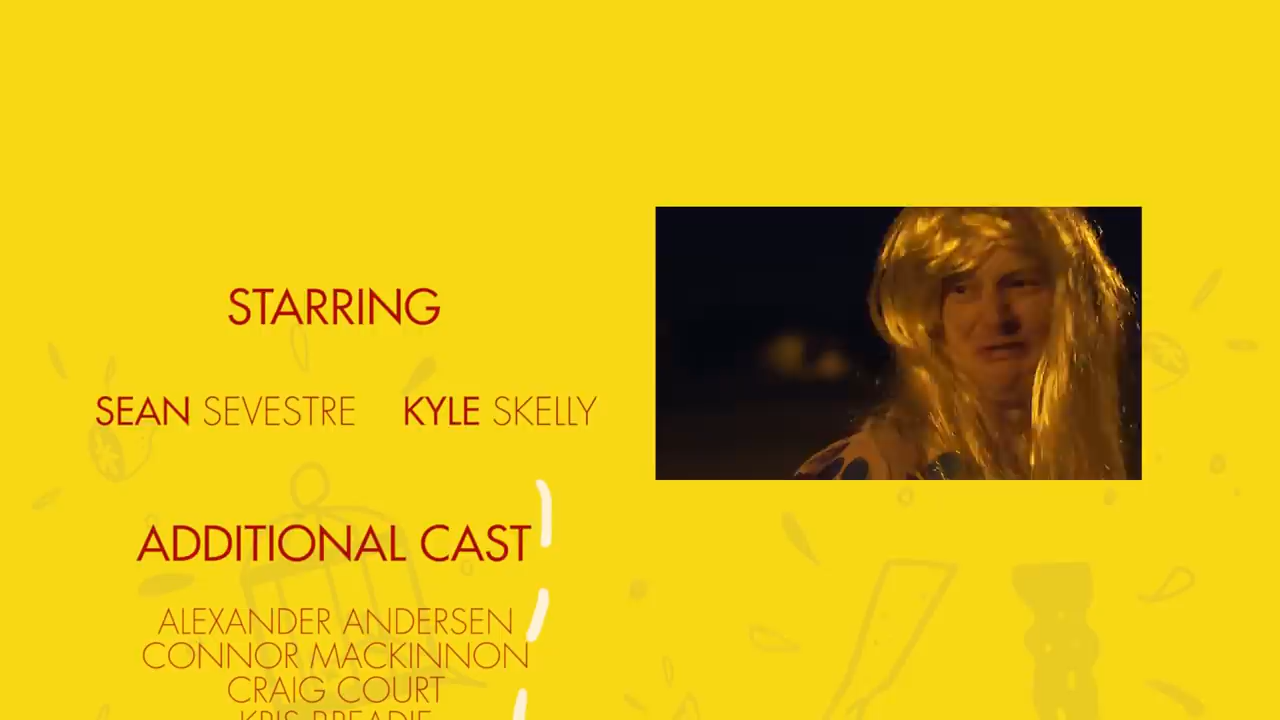 STARRING
SEAN SEVESTRE KYLE SKELLY
ADDITIONAL CAST
ALEXANDER ANDERSEN
CONNOR MACKINNON
CRAIG COURT